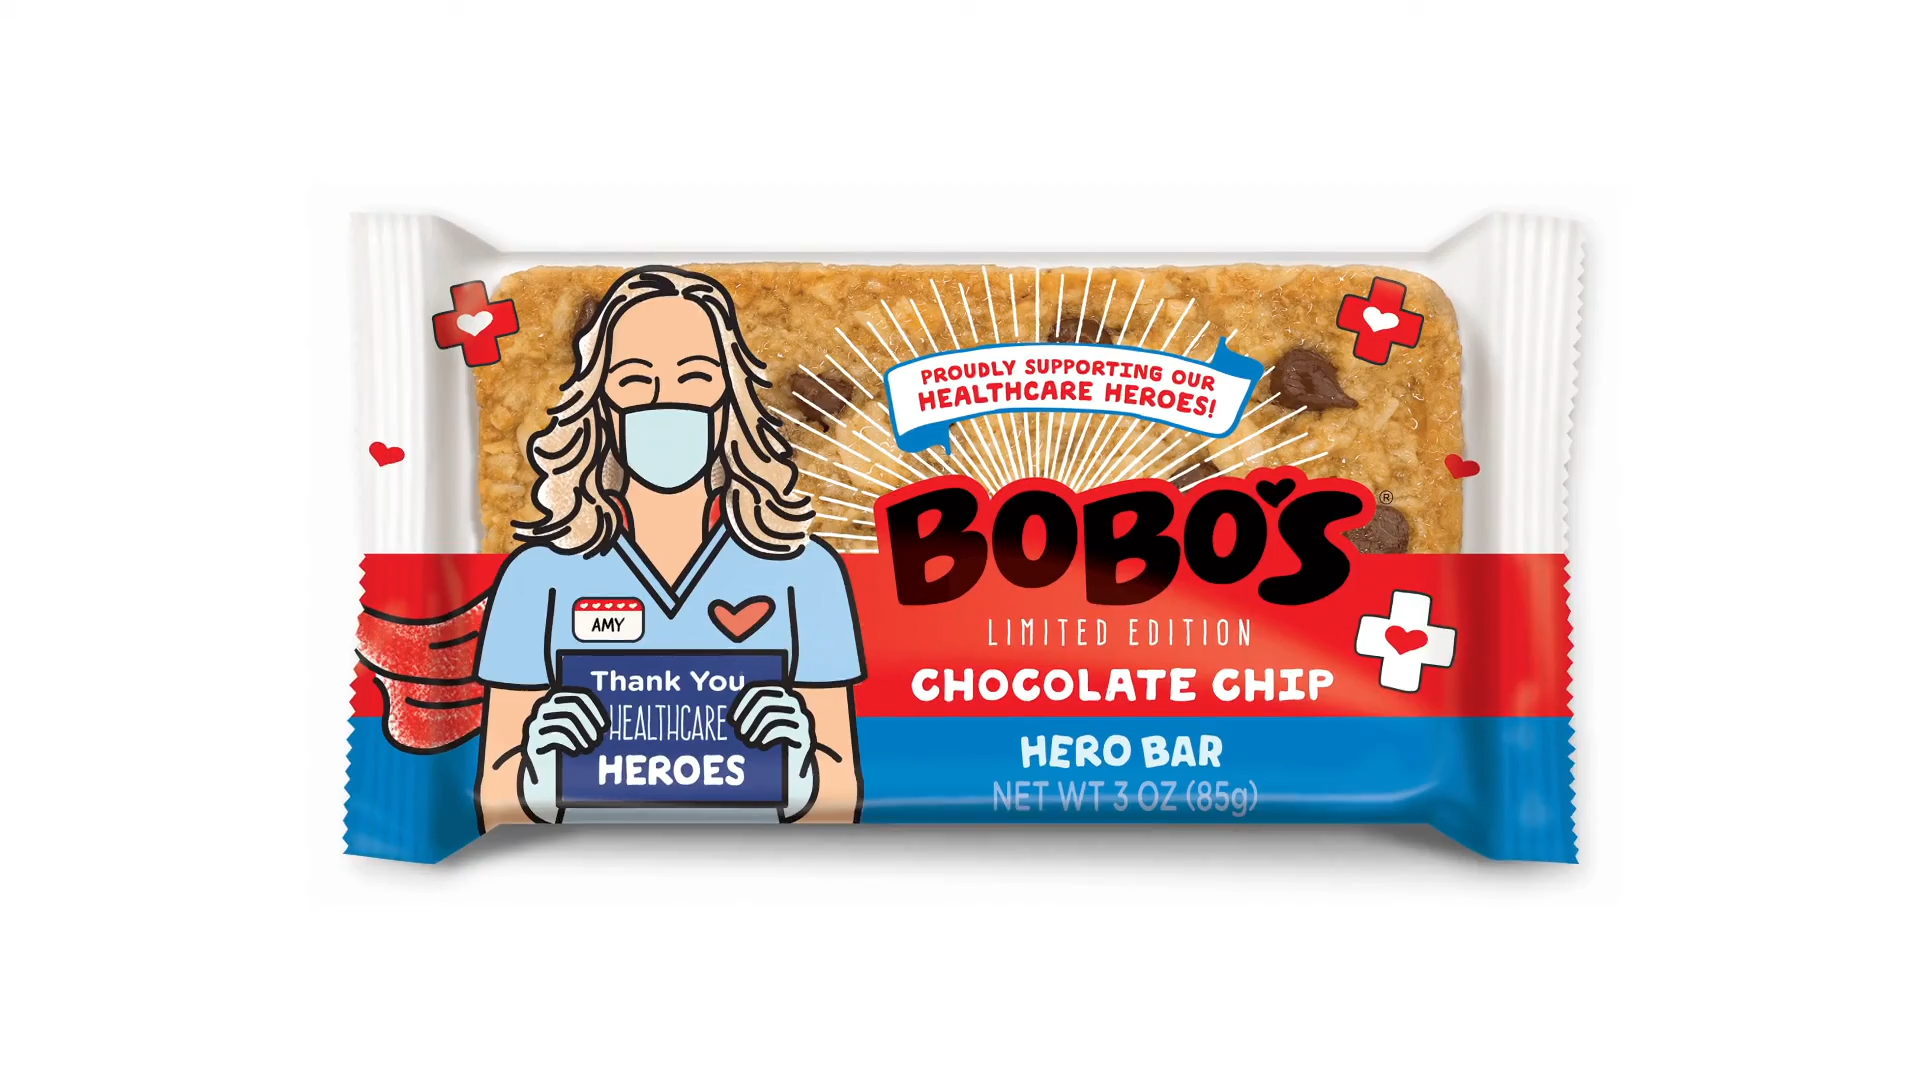 PROUDLY SUPPORTING OUR
HEALTHCARE HEROES!
BOBO'S®
LIMITED EDITION
CHOCOLATE CHIP
HERO BAR
NET WT 3 OZ (85g)
AMY
Thank You
HEALTHCARE
HEROES